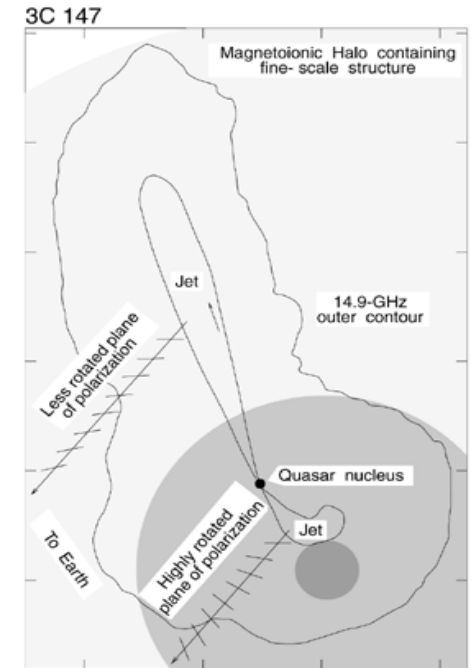 3C 147
Magnetoionic Halo containing
fine- scale structure
Jet
14.9-GHz
outer contour
Less rotated plane
of polarization
Quasar nucleus
Jet
Highly rotated
plane of polarization
To Earth